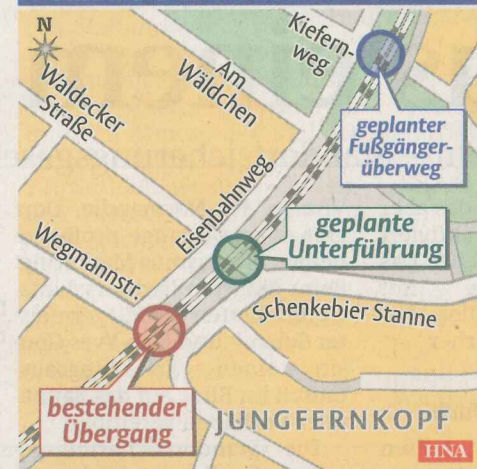 N
Kiefern-
weg
Am
Wäldchen
Waldecker
Straße
geplanter
Fußgänger-
überweg
Eisenbahnweg
geplante
Unterführung
Wegmannstr.
Schenkebier Stanne
bestehender
Übergang
JUNGFERNKOPF
HNA